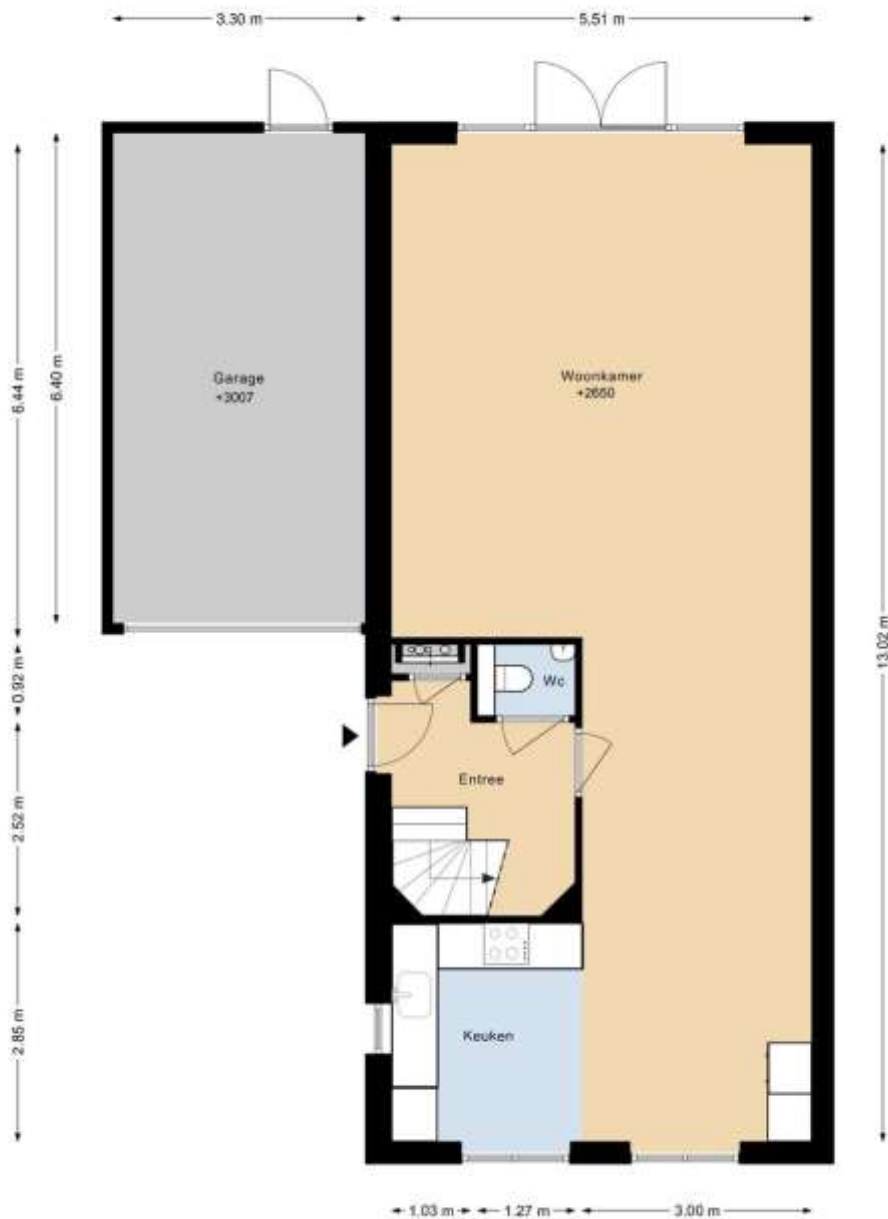 3.30 m
5.51 m
6.44 m
6.40 m
13.02 m
Garage
+3007
Woonkamer
+2650
0.92 m
Wc
Entree
2.52 m
Keuken
2.85 m
1.03 m
1.27 m
3.00 m